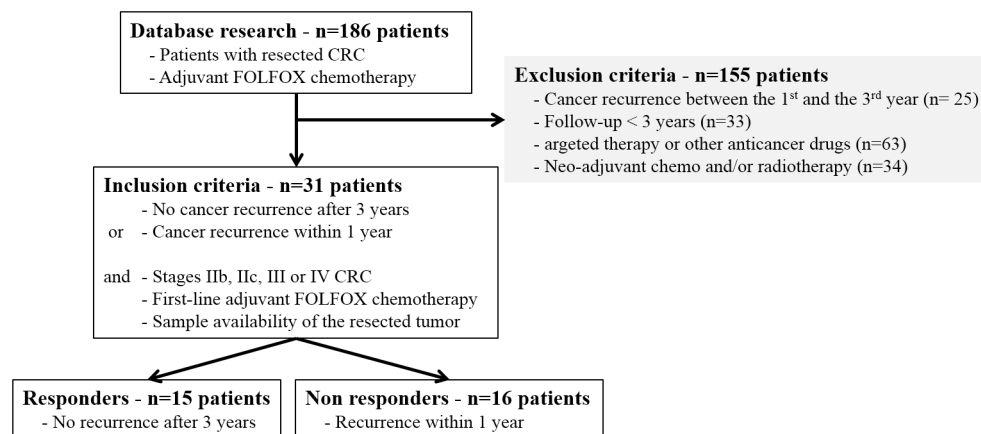 Database research - n=186 patients
- Patients with resected CRC
- Adjuvant FOLFOX chemotherapy
Exclusion criteria - n=155 patients
- Cancer recurrence between the 1st and the 3rd year (n= 25)
- Follow-up < 3 years (n=33)
- argeted therapy or other anticancer drugs (n=63)
- Neo-adjuvant chemo and/or radiotherapy (n=34)
Inclusion criteria - n=31 patients
- No cancer recurrence after 3 years
or - Cancer recurrence within 1 year
and - Stages IIb, IIc, III or IV CRC
- First-line adjuvant FOLFOX chemotherapy
- Sample availability of the resected tumor
Responders - n=15 patients
- No recurrence after 3 years
Non responders - n=16 patients
- Recurrence within 1 year